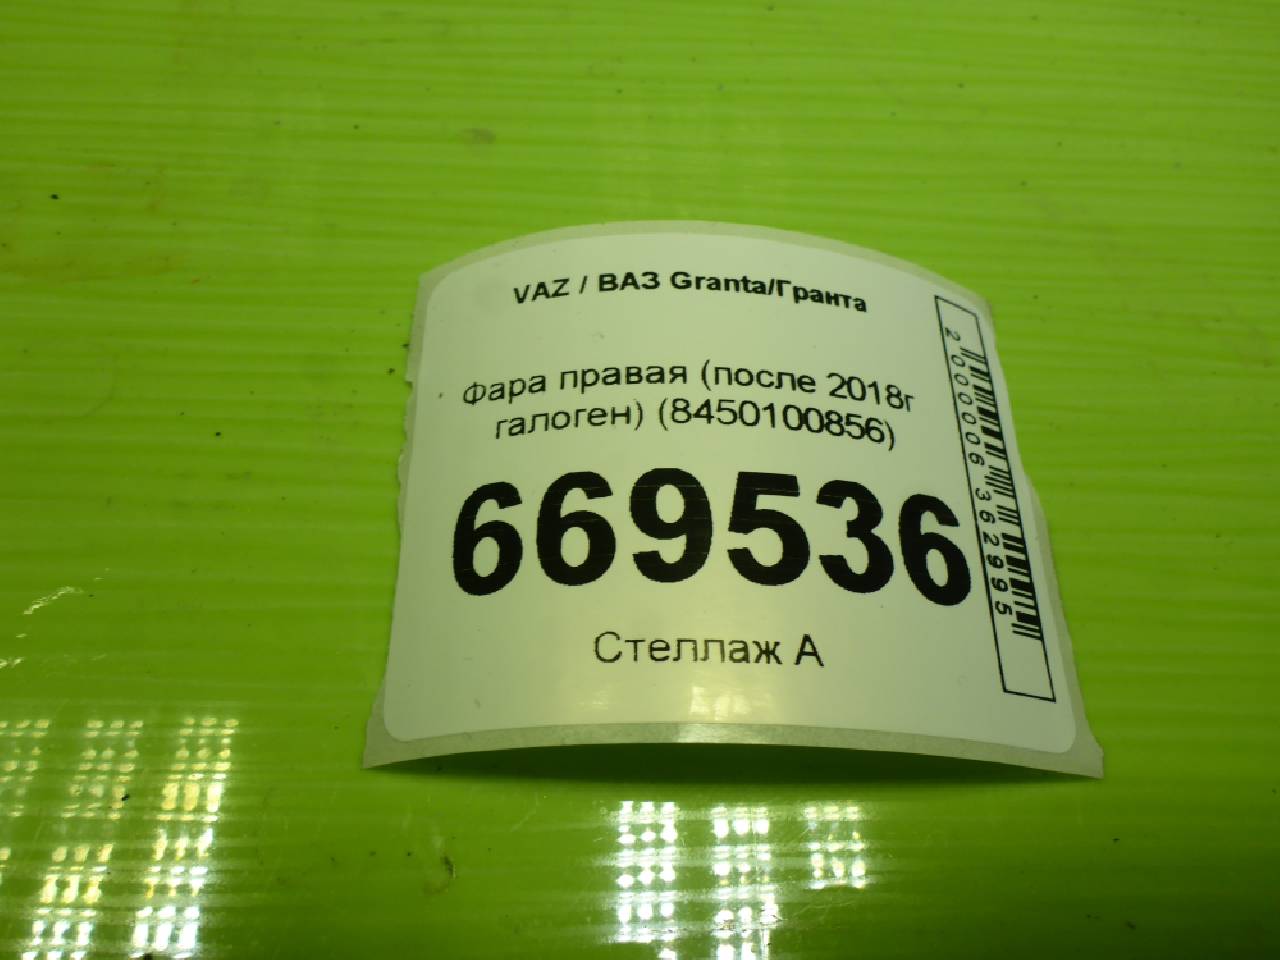 VAZ / ВАЗ Granta/Гранта
Фара правая (после 2018г
галоген) (8450100856)
669536
Стеллаж А
2000006362995